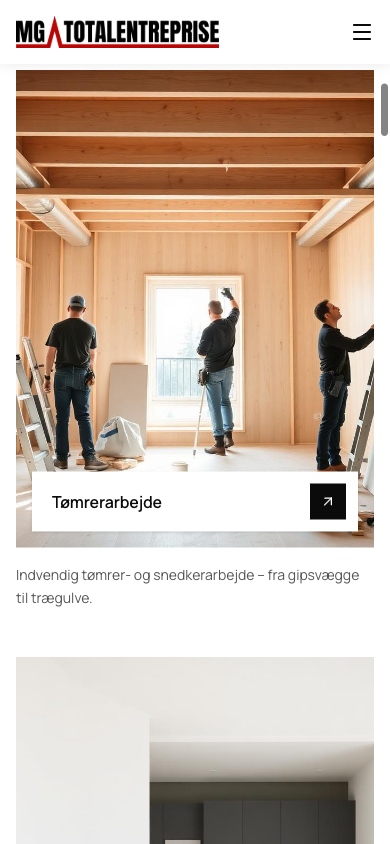 MG TOTALENTREPRISE
Tømrerarbejde
Indvendig tømrer- og snedkerarbejde – fra gipsvægge
til trægulve.